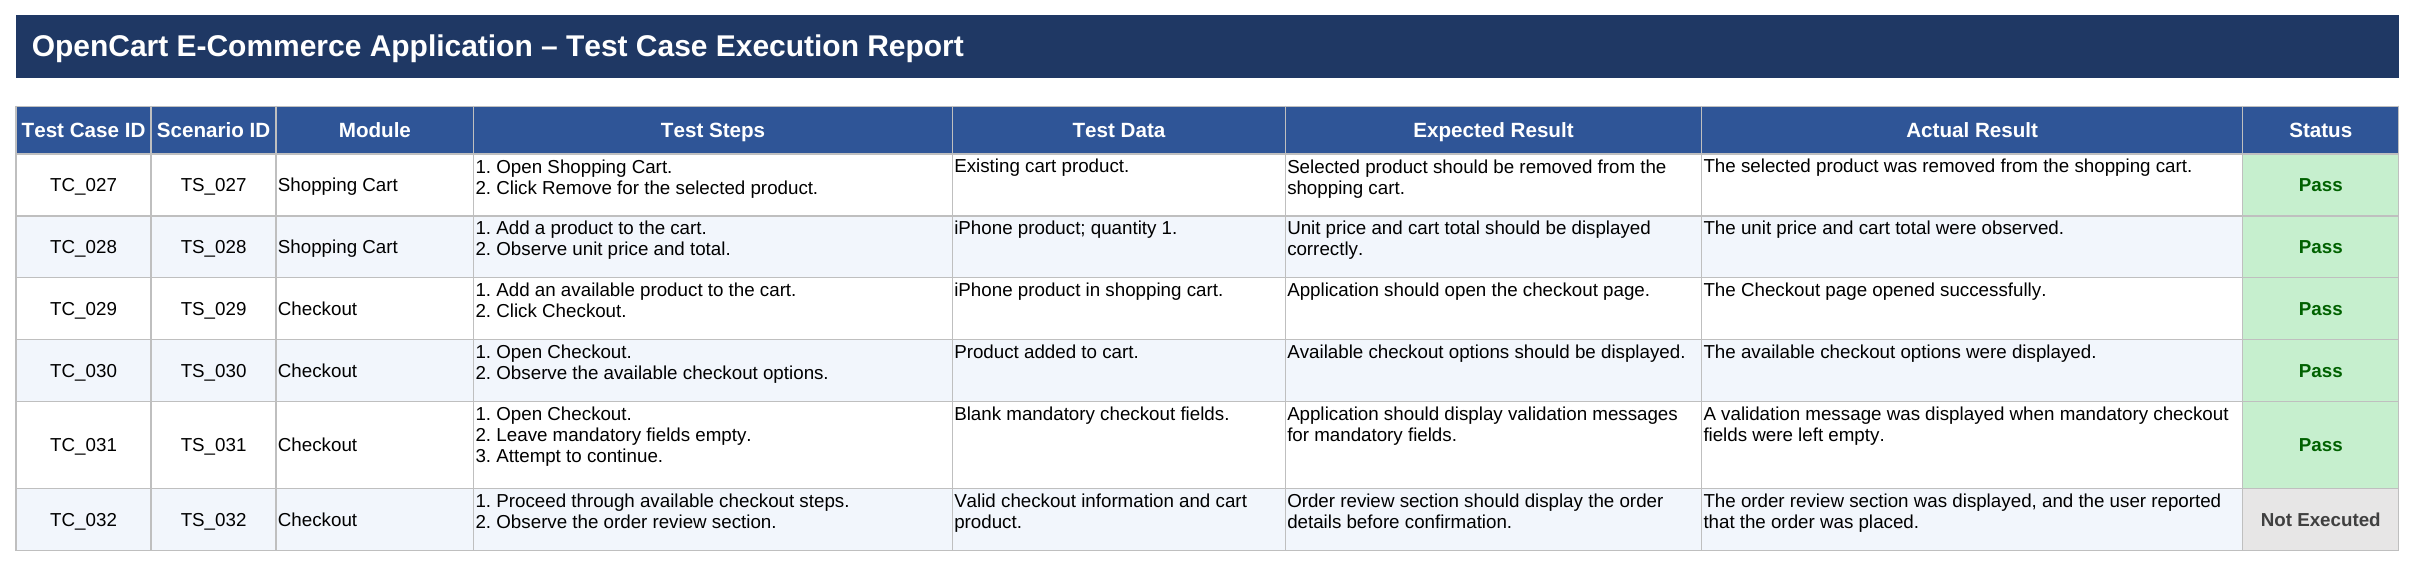 OpenCart E-Commerce Application – Test Case Execution Report
Test Case ID Scenario ID Module Test Steps Test Data Expected Result Actual Result Status
TC_027 TS_027 Shopping Cart
1. Open Shopping Cart.
2. Click Remove for the selected product.
Existing cart product.
Selected product should be removed from the
shopping cart.
The selected product was removed from the shopping cart.
Pass
TC_028 TS_028 Shopping Cart
1. Add a product to the cart.
2. Observe unit price and total.
iPhone product; quantity 1.
Unit price and cart total should be displayed
correctly.
The unit price and cart total were observed.
Pass
TC_029 TS_029 Checkout
1. Add an available product to the cart.
2. Click Checkout.
iPhone product in shopping cart.
Application should open the checkout page.
The Checkout page opened successfully.
Pass
TC_030 TS_030 Checkout
1. Open Checkout.
2. Observe the available checkout options.
Product added to cart.
Available checkout options should be displayed.
The available checkout options were displayed.
Pass
TC_031 TS_031 Checkout
1. Open Checkout.
2. Leave mandatory fields empty.
3. Attempt to continue.
Blank mandatory checkout fields.
Application should display validation messages
for mandatory fields.
A validation message was displayed when mandatory checkout
fields were left empty.
Pass
TC_032 TS_032 Checkout
1. Proceed through available checkout steps.
2. Observe the order review section.
Valid checkout information and cart
product.
Order review section should display the order
details before confirmation.
The order review section was displayed, and the user reported
that the order was placed.
Not Executed